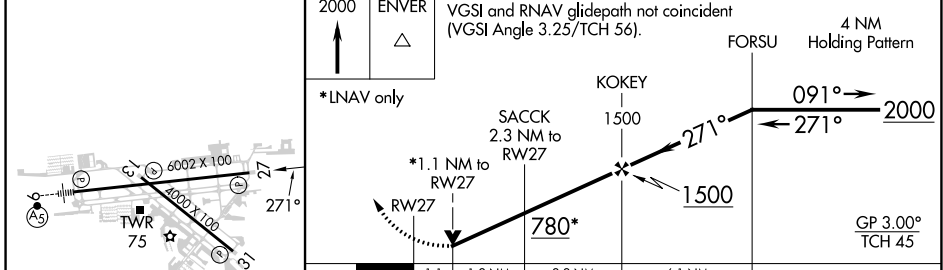 2000
ENVER
VGSI and RNAV glidepath not coincident
(VGSI Angle 3.25/TCH 56).
FORSU
4 NM
Holding Pattern
*LNAV only
KOKEY
1500
SACCK
2.3 NM to
RW27
*1.1 NM to
RW27
RW27
271°
091°
271°
2000
1500
780*
GP 3.00°
TCH 45
6002 X 100
4000 X 100
9
27
13
31
271°
A5
P
P
P
P
TWR
75